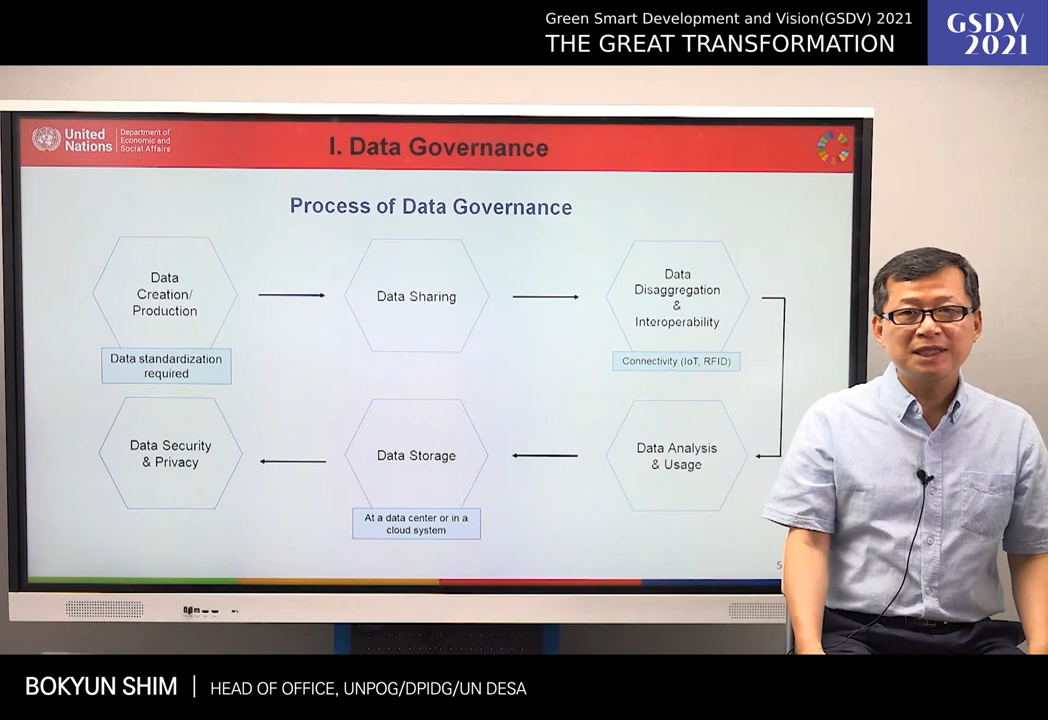 Green Smart Development and Vision(GSDV) 2021
THE GREAT TRANSFORMATION
GSDV
2021
United
Nations
Department of
Economic and
Social Affairs
I. Data Governance
Process of Data Governance
Data
Creation/
Production
Data standardization
required
Data Sharing
Data
Disaggregation
&
Interoperability
Connectivity (IoT, RFID)
Data Security
& Privacy
Data Storage
At a data center or in a
cloud system
Data Analysis
& Usage
5
BOKYUN SHIM | HEAD OF OFFICE, UNPOG/DPIDG/UN DESA